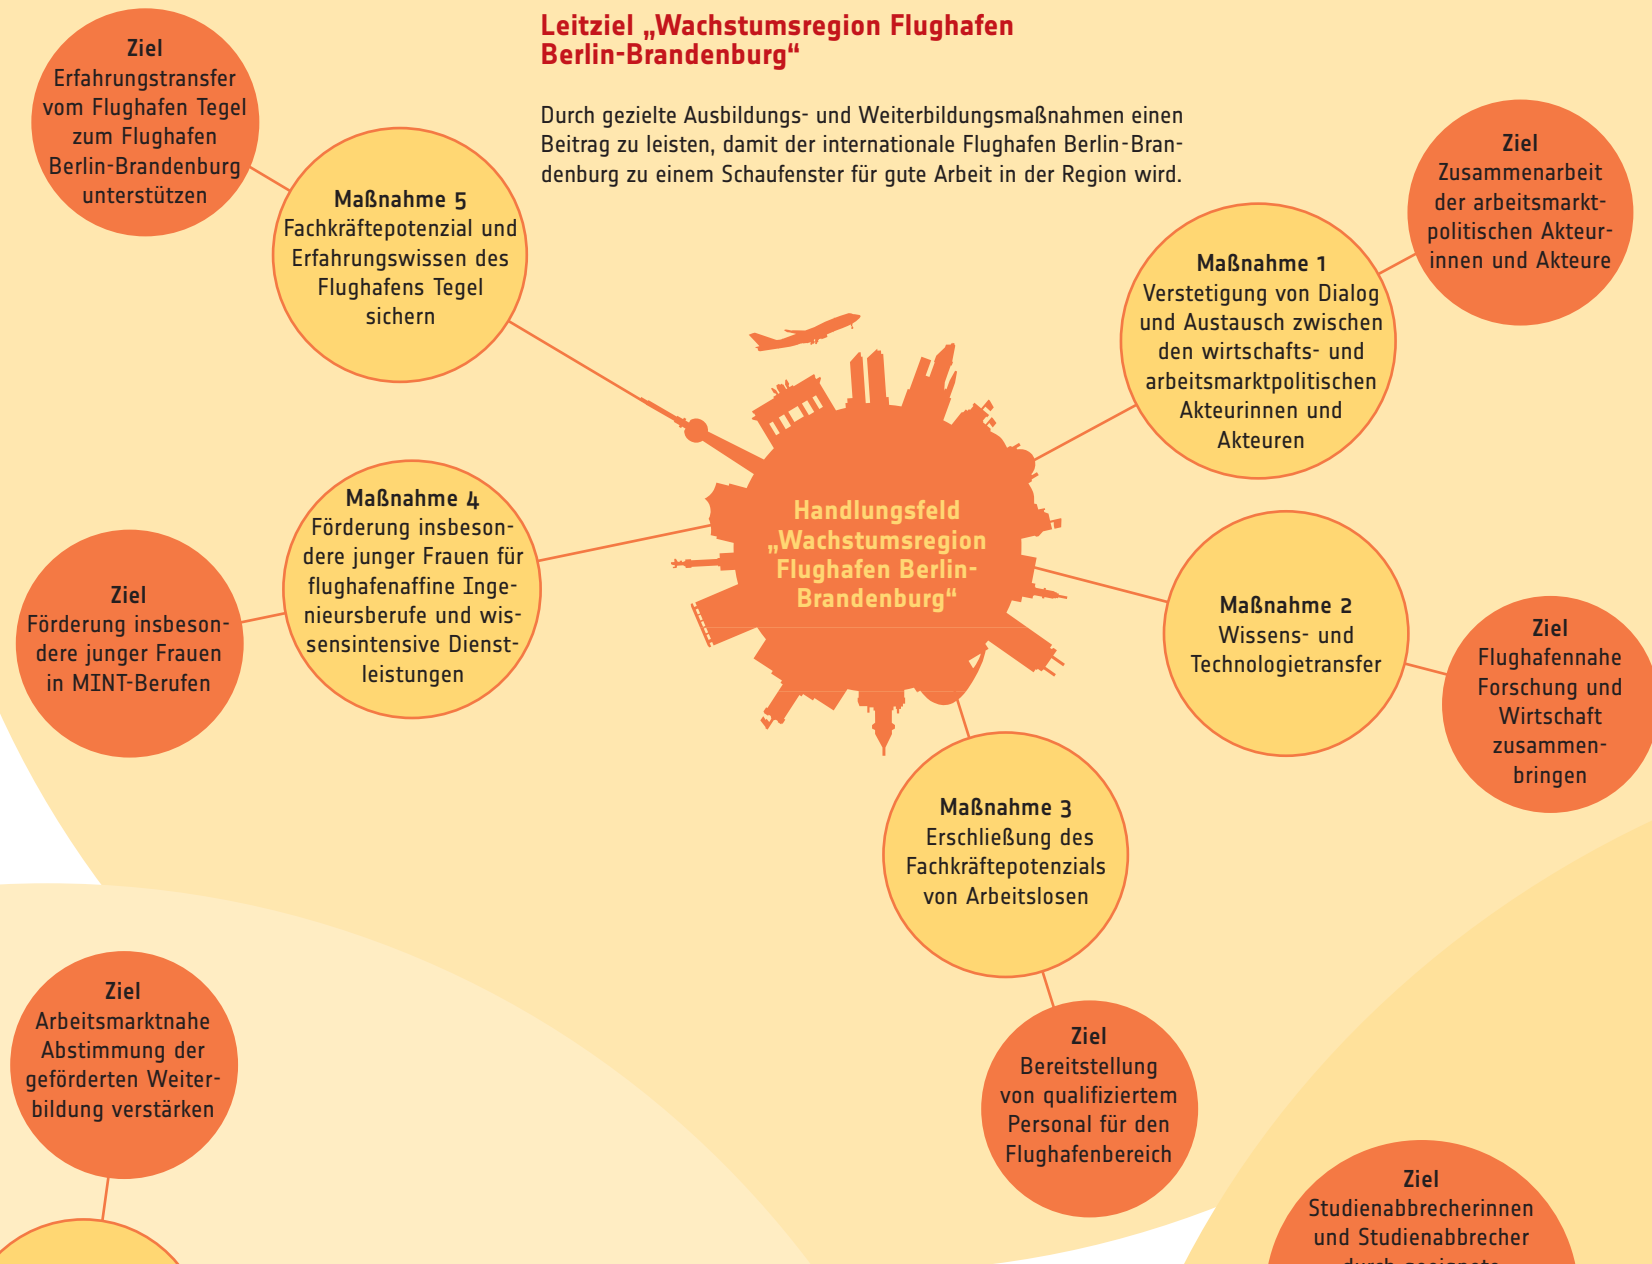 Leitziel „Wachstumsregion Flughafen
Berlin-Brandenburg“
Durch gezielte Ausbildungs- und Weiterbildungsmaßnahmen einen
Beitrag zu leisten, damit der internationale Flughafen Berlin-Bran-
denburg zu einem Schaufenster für gute Arbeit in der Region wird.
Ziel
Erfahrungstransfer
vom Flughafen Tegel
zum Flughafen
Berlin-Brandenburg
unterstützen
Maßnahme 5
Fachkräftepotenzial und
Erfahrungswissen des
Flughafens Tegel
sichern
Ziel
Zusammenarbeit
der arbeitsmarkt-
politischen Akteur-
innen und Akteure
Maßnahme 1
Verstetigung von Dialog
und Austausch zwischen
den wirtschafts- und
arbeitsmarktpolitischen
Akteurinnen und
Akteuren
Handlungsfeld
„Wachstumsregion
Flughafen Berlin-
Brandenburg“
Maßnahme 4
Förderung insbeson-
dere junger Frauen für
flughafenaffine Inge-
nieursberufe und wis-
sensintensive Dienst-
leistungen
Ziel
Förderung insbeson-
dere junger Frauen
in MINT-Berufen
Maßnahme 2
Wissens- und
Technologietransfer
Ziel
Flughafennahe
Forschung und
Wirtschaft
zusammen-
bringen
Maßnahme 3
Erschließung des
Fachkräftepotenzials
von Arbeitslosen
Ziel
Bereitstellung
von qualifiziertem
Personal für den
Flughafenbereich
Ziel
Arbeitsmarktnahe
Abstimmung der
geförderten Weiter-
bildung verstärken
Ziel
Studienabbrecherinnen
und Studienabbrecher
durch geeignete